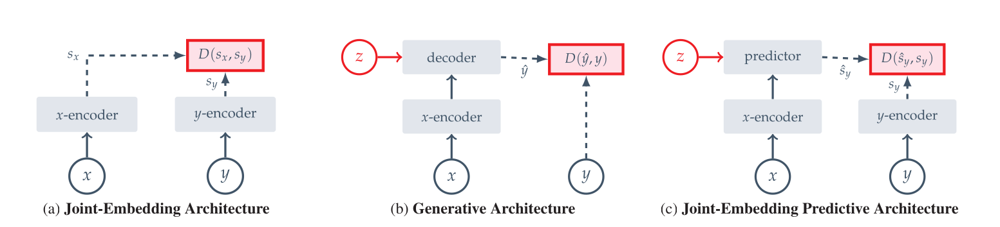 s_x
D(s_x, s_y)
s_y
x-encoder
y-encoder
x
y
(a) Joint-Embedding Architecture
z
decoder
ŷ
D(ŷ, y)
x-encoder
x
y
(b) Generative Architecture
z
predictor
ŝ_y
D(ŝ_y, s_y)
s_y
x-encoder
y-encoder
x
y
(c) Joint-Embedding Predictive Architecture